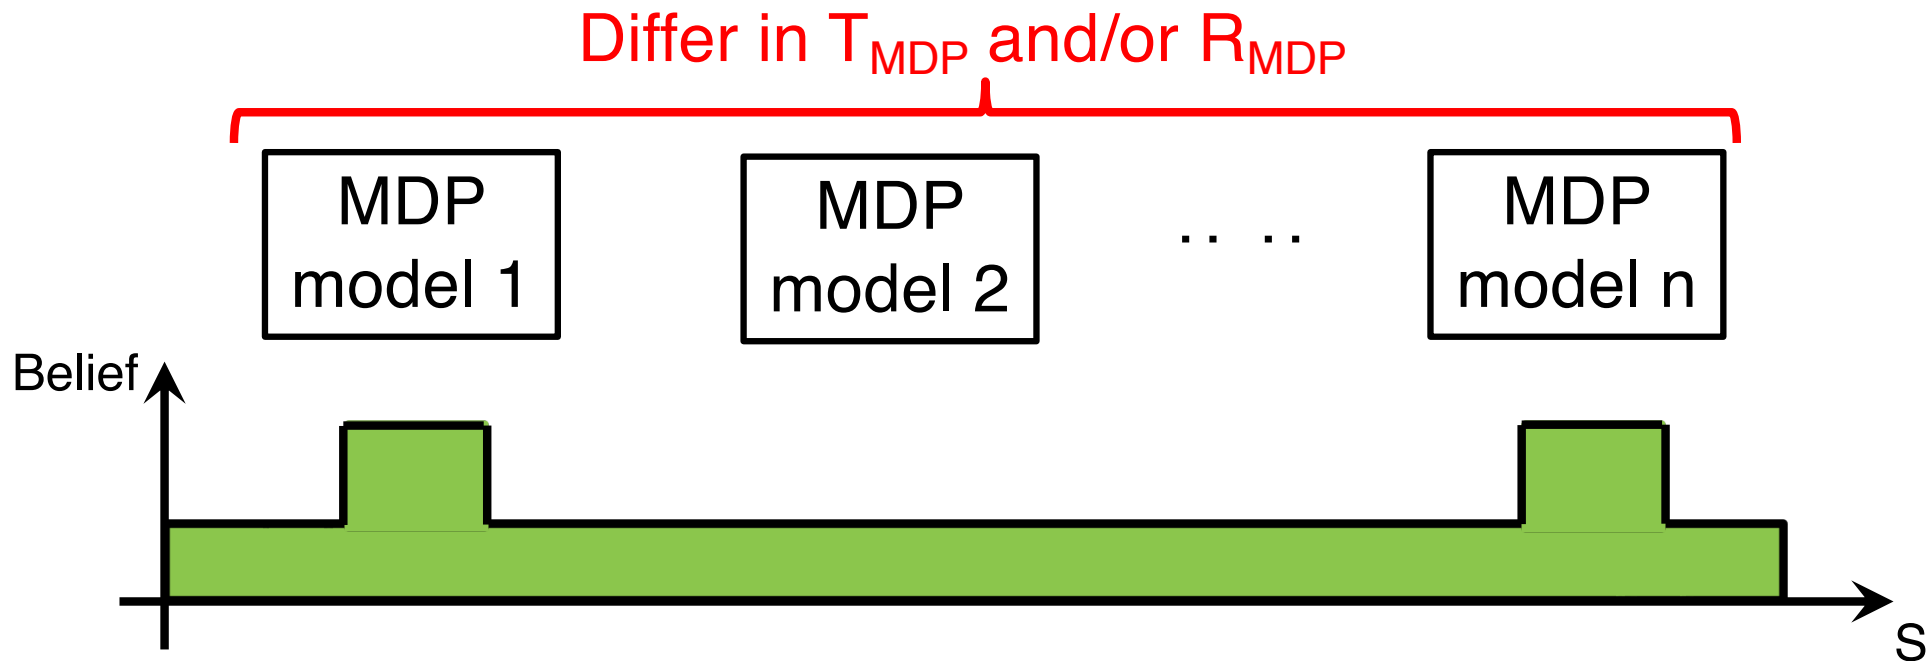 Differ in TMDP and/or RMDP
MDP
model 1
MDP
model 2
.. ..
MDP
model n
Belief
S